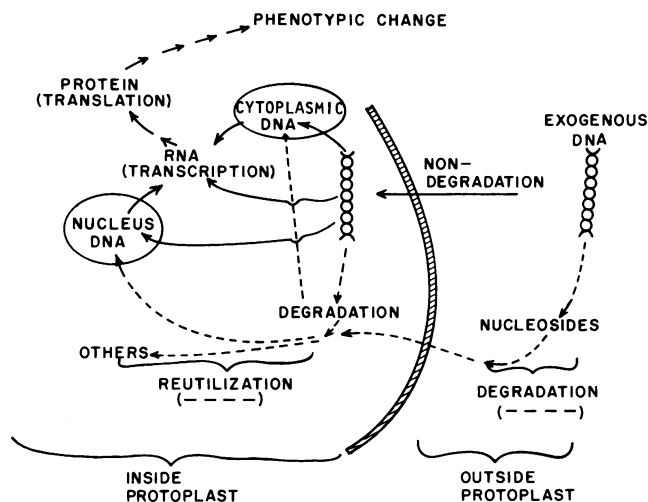 PHENOTYPIC CHANGE
PROTEIN
(TRANSLATION)
CYTOPLASMIC
DNA
EXOGENOUS
DNA
RNA
(TRANSCRIPTION)
NON-
DEGRADATION
NUCLEUS
DNA
DEGRADATION
NUCLEOSIDES
OTHERS
REUTILIZATION
(-----)
DEGRADATION
(-----)
INSIDE
PROTOPLAST
OUTSIDE
PROTOPLAST